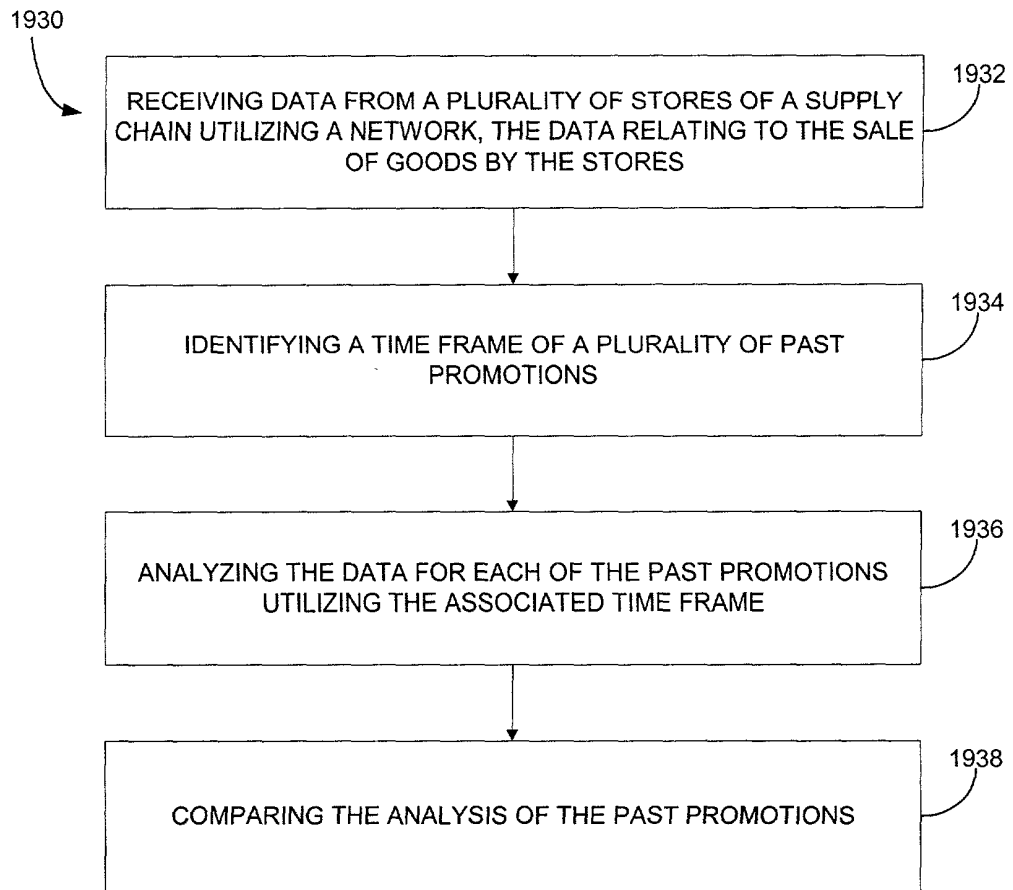 1930
1932
RECEIVING DATA FROM A PLURALITY OF STORES OF A SUPPLY
CHAIN UTILIZING A NETWORK, THE DATA RELATING TO THE SALE
OF GOODS BY THE STORES
1934
IDENTIFYING A TIME FRAME OF A PLURALITY OF PAST
PROMOTIONS
1936
ANALYZING THE DATA FOR EACH OF THE PAST PROMOTIONS
UTILIZING THE ASSOCIATED TIME FRAME
1938
COMPARING THE ANALYSIS OF THE PAST PROMOTIONS